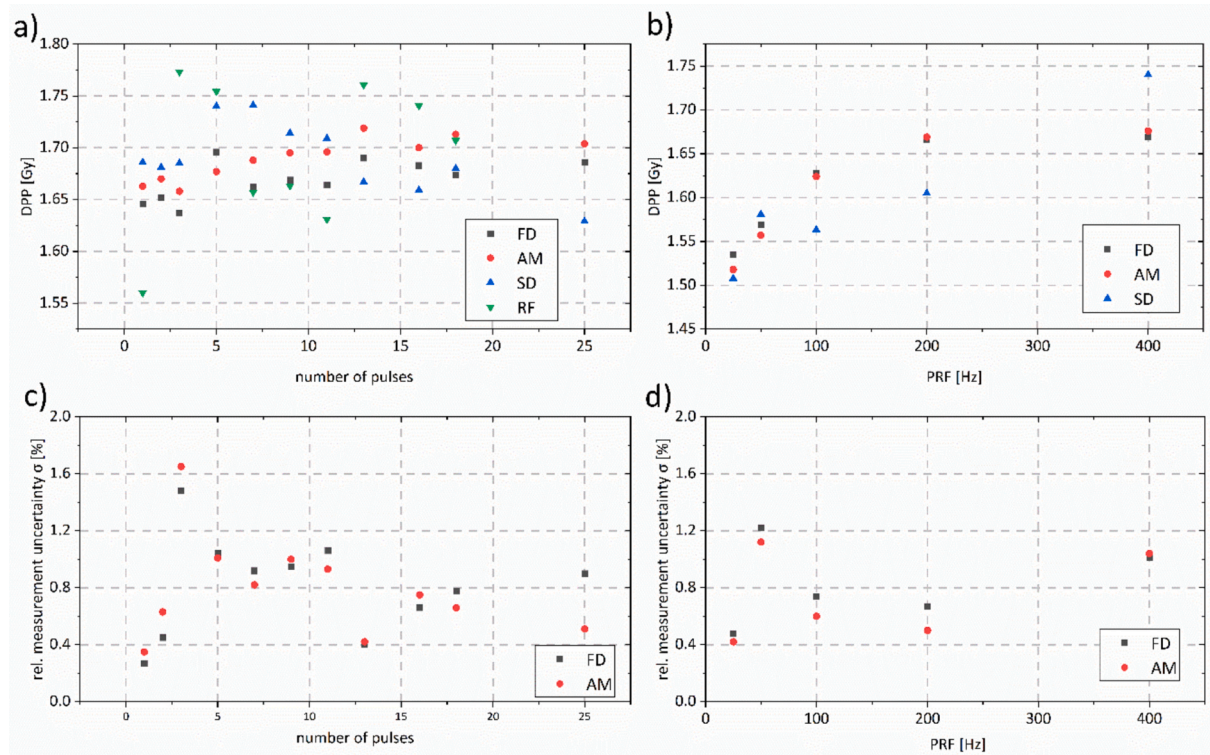 a)
1.80
1.75
1.70
1.65
1.60
1.55
DPP [Gy]
FD
AM
SD
RF
0 5 10 15 20 25
number of pulses
b)
1.75
1.70
1.65
1.60
1.55
1.50
1.45
DPP [Gy]
FD
AM
SD
0 100 200 300 400
PRF [Hz]
c)
2.0
1.6
1.2
0.8
0.4
0.0
rel. measurement uncertainty σ [%]
FD
AM
0 5 10 15 20 25
number of pulses
d)
2.0
1.6
1.2
0.8
0.4
0.0
rel. measurement uncertainty σ [%]
FD
AM
0 100 200 300 400
PRF [Hz]